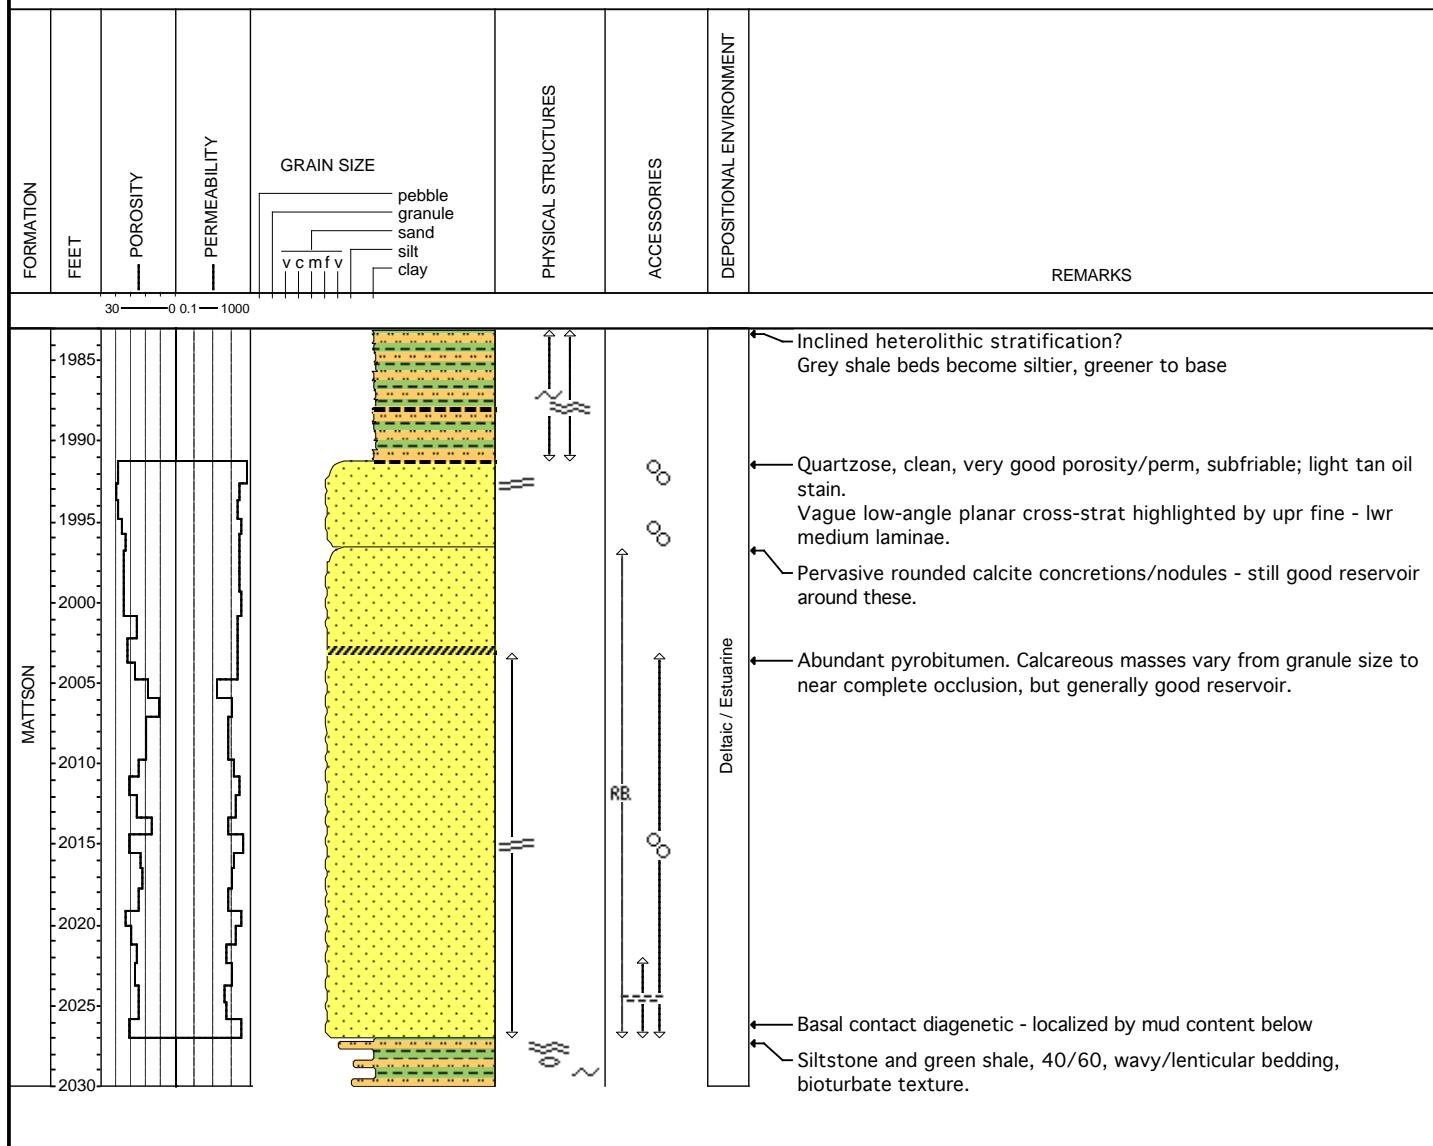 FORMATION
FEET
POROSITY
PERMEABILITY
GRAIN SIZE
pebble
granule
sand
silt
clay
v c m f v
PHYSICAL STRUCTURES
ACCESSORIES
DEPOSITIONAL ENVIRONMENT
REMARKS
30 0 0.1 1000
MATTSON
1985
1990
1995
2000
2005
2010
2015
2020
2025
2030
RB.
Deltaic / Estuarine
Inclined heterolithic stratification?
Grey shale beds become siltier, greener to base
Quartzose, clean, very good porosity/perm, subfriable; light tan oil
stain.
Vague low-angle planar cross-strat highlighted by upr fine - lwr
medium laminae.
Pervasive rounded calcite concretions/nodules - still good reservoir
around these.
Abundant pyrobitumen. Calcareous masses vary from granule size to
near complete occlusion, but generally good reservoir.
Basal contact diagenetic - localized by mud content below
Siltstone and green shale, 40/60, wavy/lenticular bedding,
bioturbate texture.